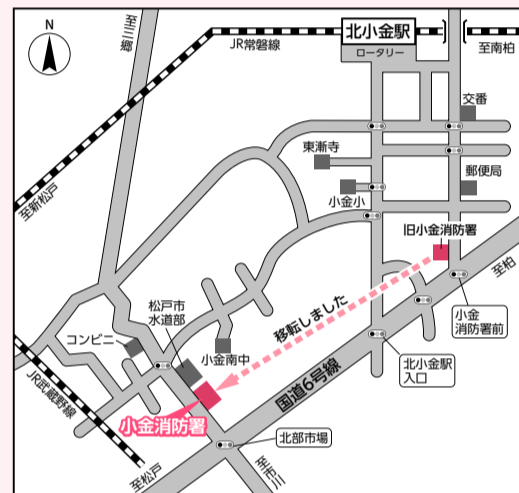 N
至三郷
JR常磐線
北小金駅
ロータリー
至南柏
交番
東漸寺
郵便局
小金小
至新松戸
旧小金消防署
至柏
移転しました
松戸市
水道部
コンビニ
小金南中
小金
消防署前
北小金駅
入口
国道6号線
JR武蔵野線
小金消防署
北部市場
至松戸
至市川